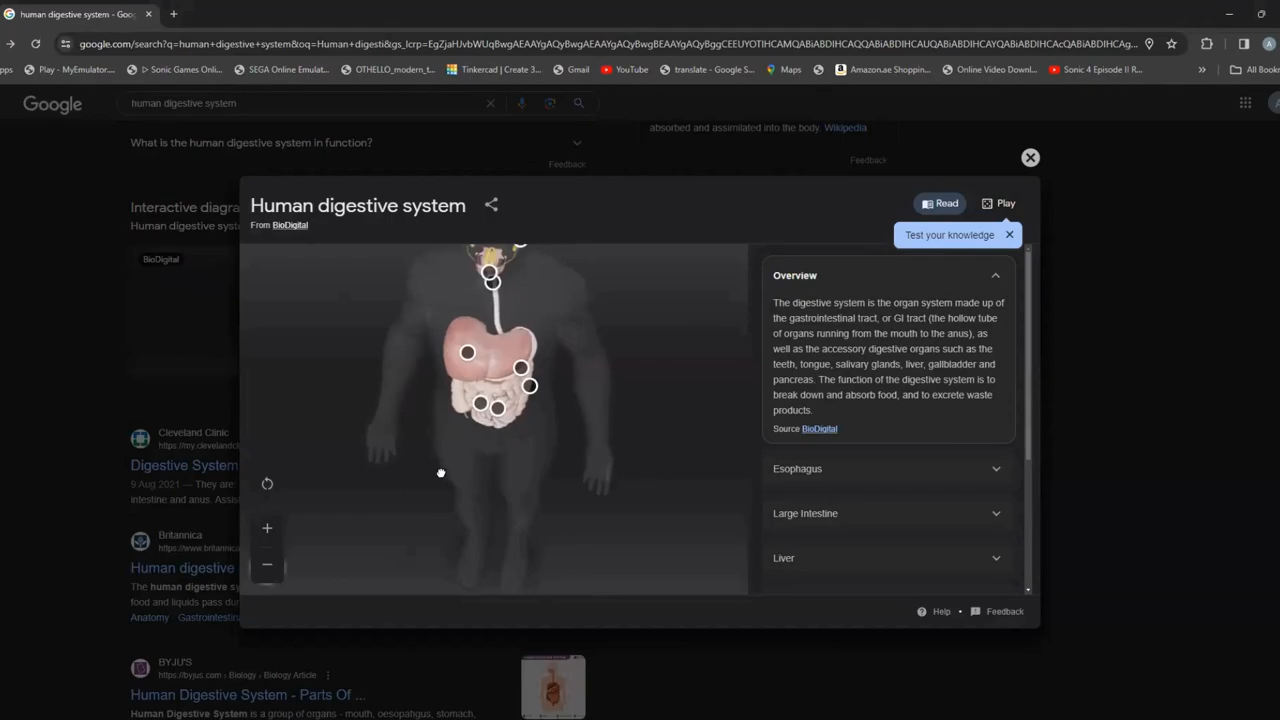 human digestive system - Goo
google.com/search?q=human+digestive+system&oq=Human+digesti&gs_lcrp=
pps
Play - MyEmulator....
Sonic Games Onli...
SEGA Online Emulat...
OTHELLO_modern_t...
Tinkercad | Create 3...
Gmail
YouTube
translate - Google S...
Maps
Amazon.ae Shoppin...
Online Video Downl...
Sonic 4 Episode II R...
All Book
Google
human digestive system
absorbed and assimilated into the body. Wikipedia
What is the human digestive system in function?
Feedback
Feedback
Interactive diagra
Human digestive syst
BioDigital
Human digestive system
From BioDigital
Read
Play
Test your knowledge
Overview
The digestive system is the organ system made up of
the gastrointestinal tract, or GI tract (the hollow tube
of organs running from the mouth to the anus), as
well as the accessory digestive organs such as the
teeth, tongue, salivary glands, liver, gallbladder and
pancreas. The function of the digestive system is to
break down and absorb food, and to excrete waste
products.
Source BioDigital
Esophagus
Large Intestine
Liver
Help • Feedback
Cleveland Clinic
https://my.clevelandcl
Digestive System
9 Aug 2021 — They are:
intestine and anus. Assis
Britannica
https://www.britannica
Human digestive
The human digestive sy
food and liquids pass du
Anatomy · Gastrointestina
BYJU'S
https://byjus.com › Biology › Biology Article
Human Digestive System - Parts Of ...
Human Digestive System is a group of organs - mouth, oesophagus, stomach,